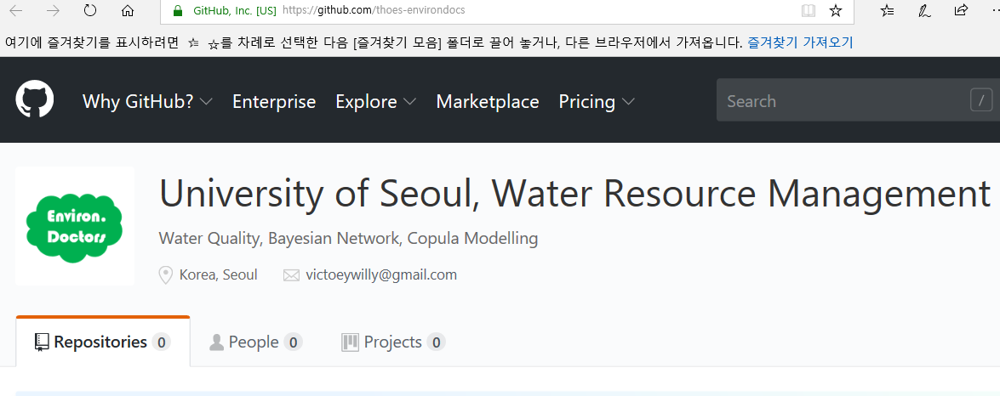 GitHub, Inc. [US] https://github.com/thoes-environdocs
여기에 즐겨찾기를 표시하려면 를 차례로 선택한 다음 [즐겨찾기 모음] 폴더로 끌어 놓거나, 다른 브라우저에서 가져옵니다. 즐겨찾기 가져오기
Why GitHub? Enterprise Explore Marketplace Pricing Search /
Environ.
Doctors
University of Seoul, Water Resource Management
Water Quality, Bayesian Network, Copula Modelling
Korea, Seoul victoeywilly@gmail.com
Repositories 0 People 0 Projects 0